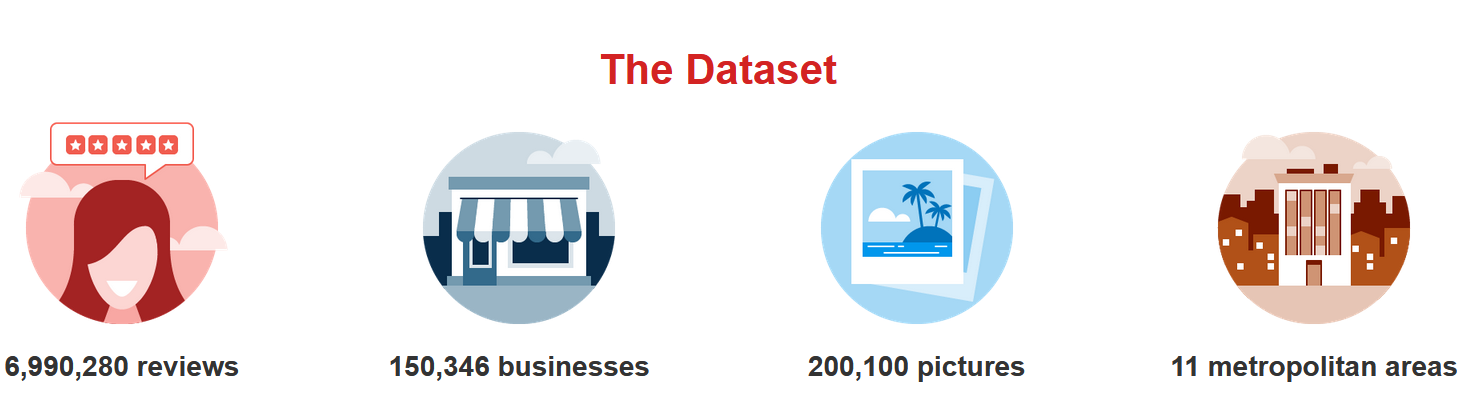 The Dataset
6,990,280 reviews
150,346 businesses
200,100 pictures
11 metropolitan areas